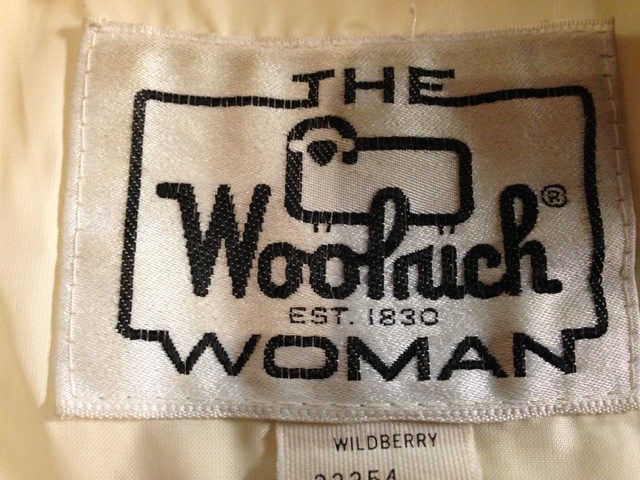 THE
Woolrich®
EST. 1830
WOMAN
WILDBERRY